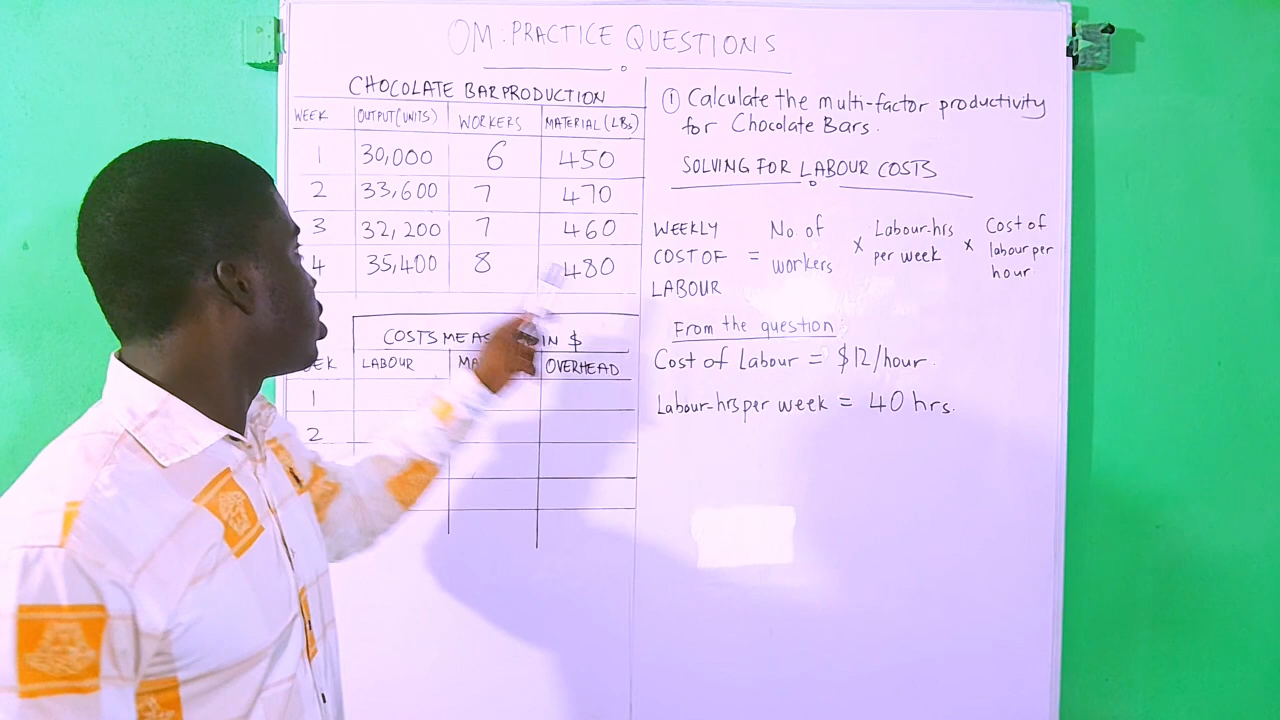 OM: PRACTICE QUESTIONS
CHOCOLATE BAR PRODUCTION
WEEK OUTPUT(UNITS) WORKERS MATERIAL (LBs)
1 30,000 6 450
2 33,600 7 470
3 32,200 7 460
4 35,400 8 480
COSTS IN $
LABOUR OVERHEAD
1
2
① Calculate the multi-factor productivity
for Chocolate Bars.
SOLVING FOR LABOUR COSTS
WEEKLY COST OF LABOUR = No of workers × Labour-hrs per week × Cost of labour per hour
From the question:
Cost of Labour = $12/hour.
Labour-hrs per week = 40 hrs.